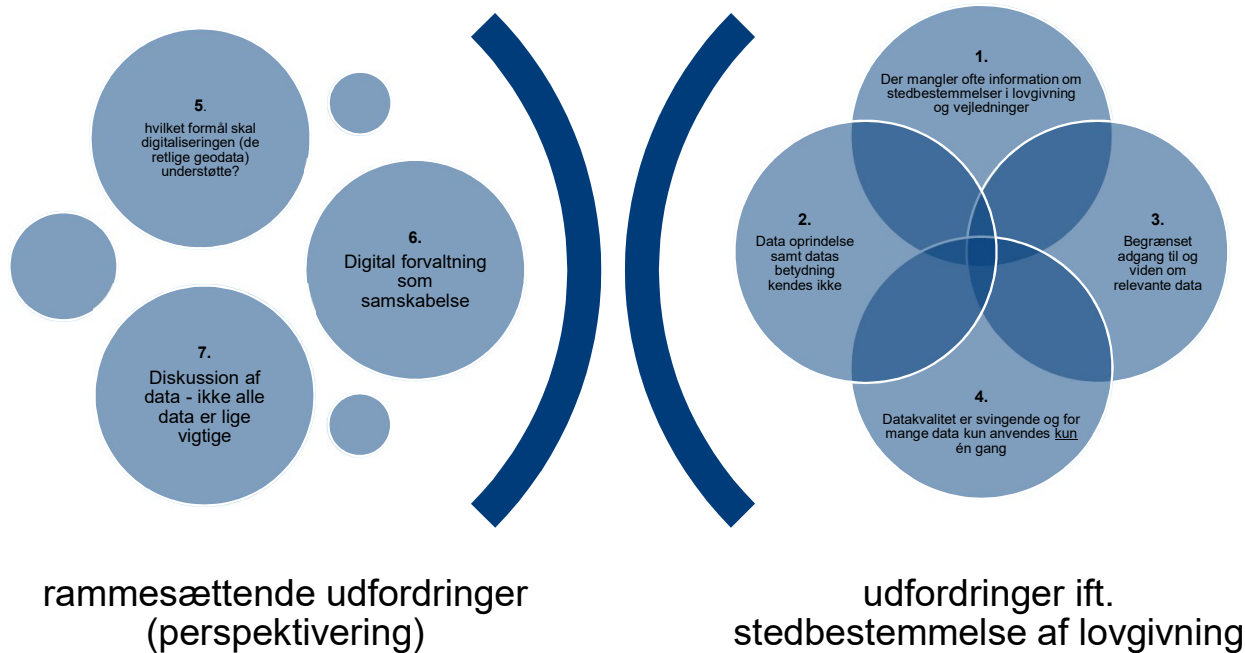 5.
hvilket formål skal
digitaliseringen (de
retlige geodata)
understøtte?
6.
Digital forvaltning
som
samskabelse
7.
Diskussion af
data - ikke alle
data er lige
vigtige
rammesættende udfordringer
(perspektivering)
1.
Der mangler ofte information om
stedbestemmelser i lovgivning
og vejledninger
2.
Data oprindelse
samt datas
betydning
kendes ikke
3.
Begrænset
adgang til og
viden om
relevante data
4.
Datakvalitet er svingende og for
mange data kun anvendes kun
én gang
udfordringer ift.
stedbestemmelse af lovgivning